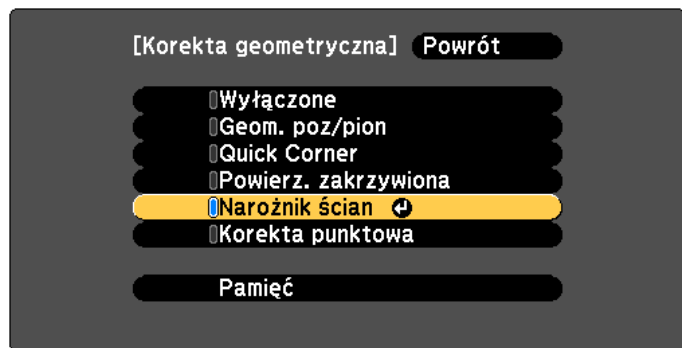 [Korekta geometryczna] Powrót
Wyłączone
Geom. poz/pion
Quick Corner
Powierz. zakrzywiona
Narożnik ścian
Korekta punktowa
Pamięć